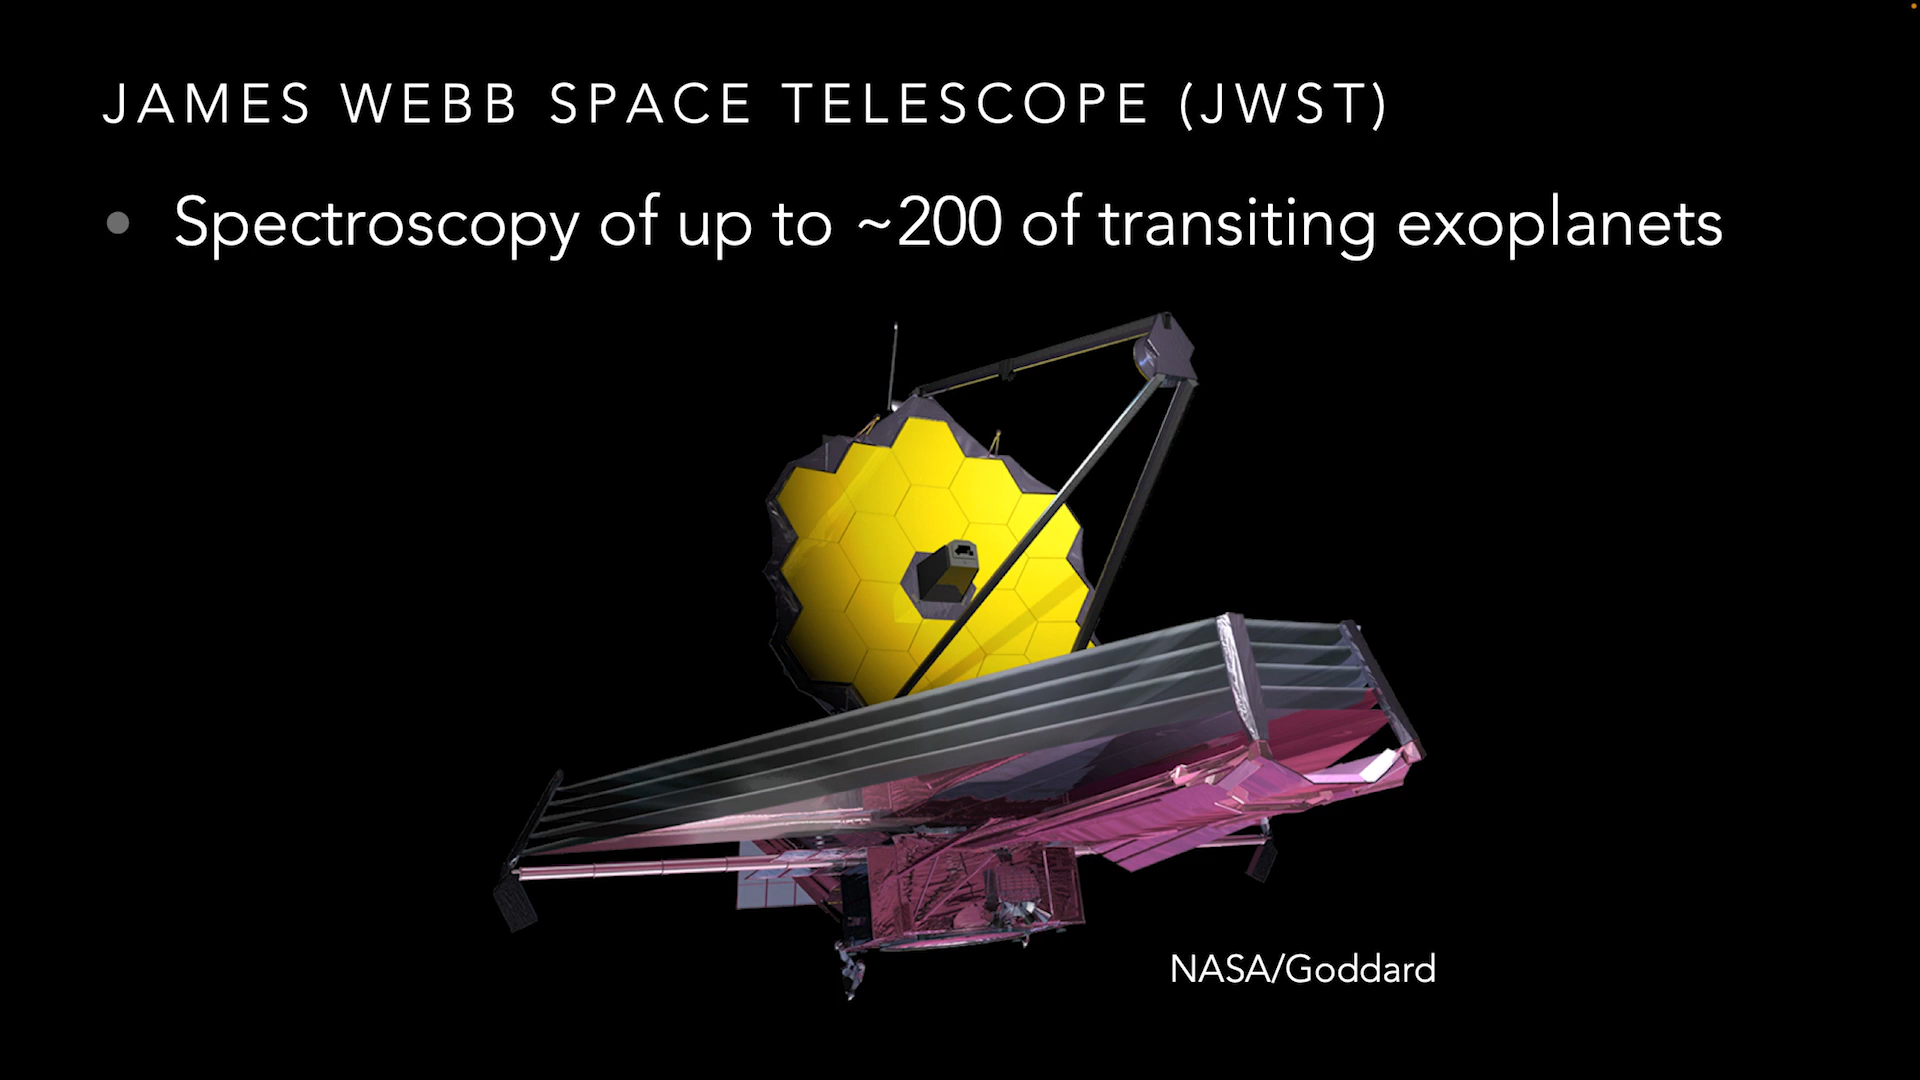 JAMES WEBB SPACE TELESCOPE (JWST)
• Spectroscopy of up to ~200 of transiting exoplanets
NASA/Goddard